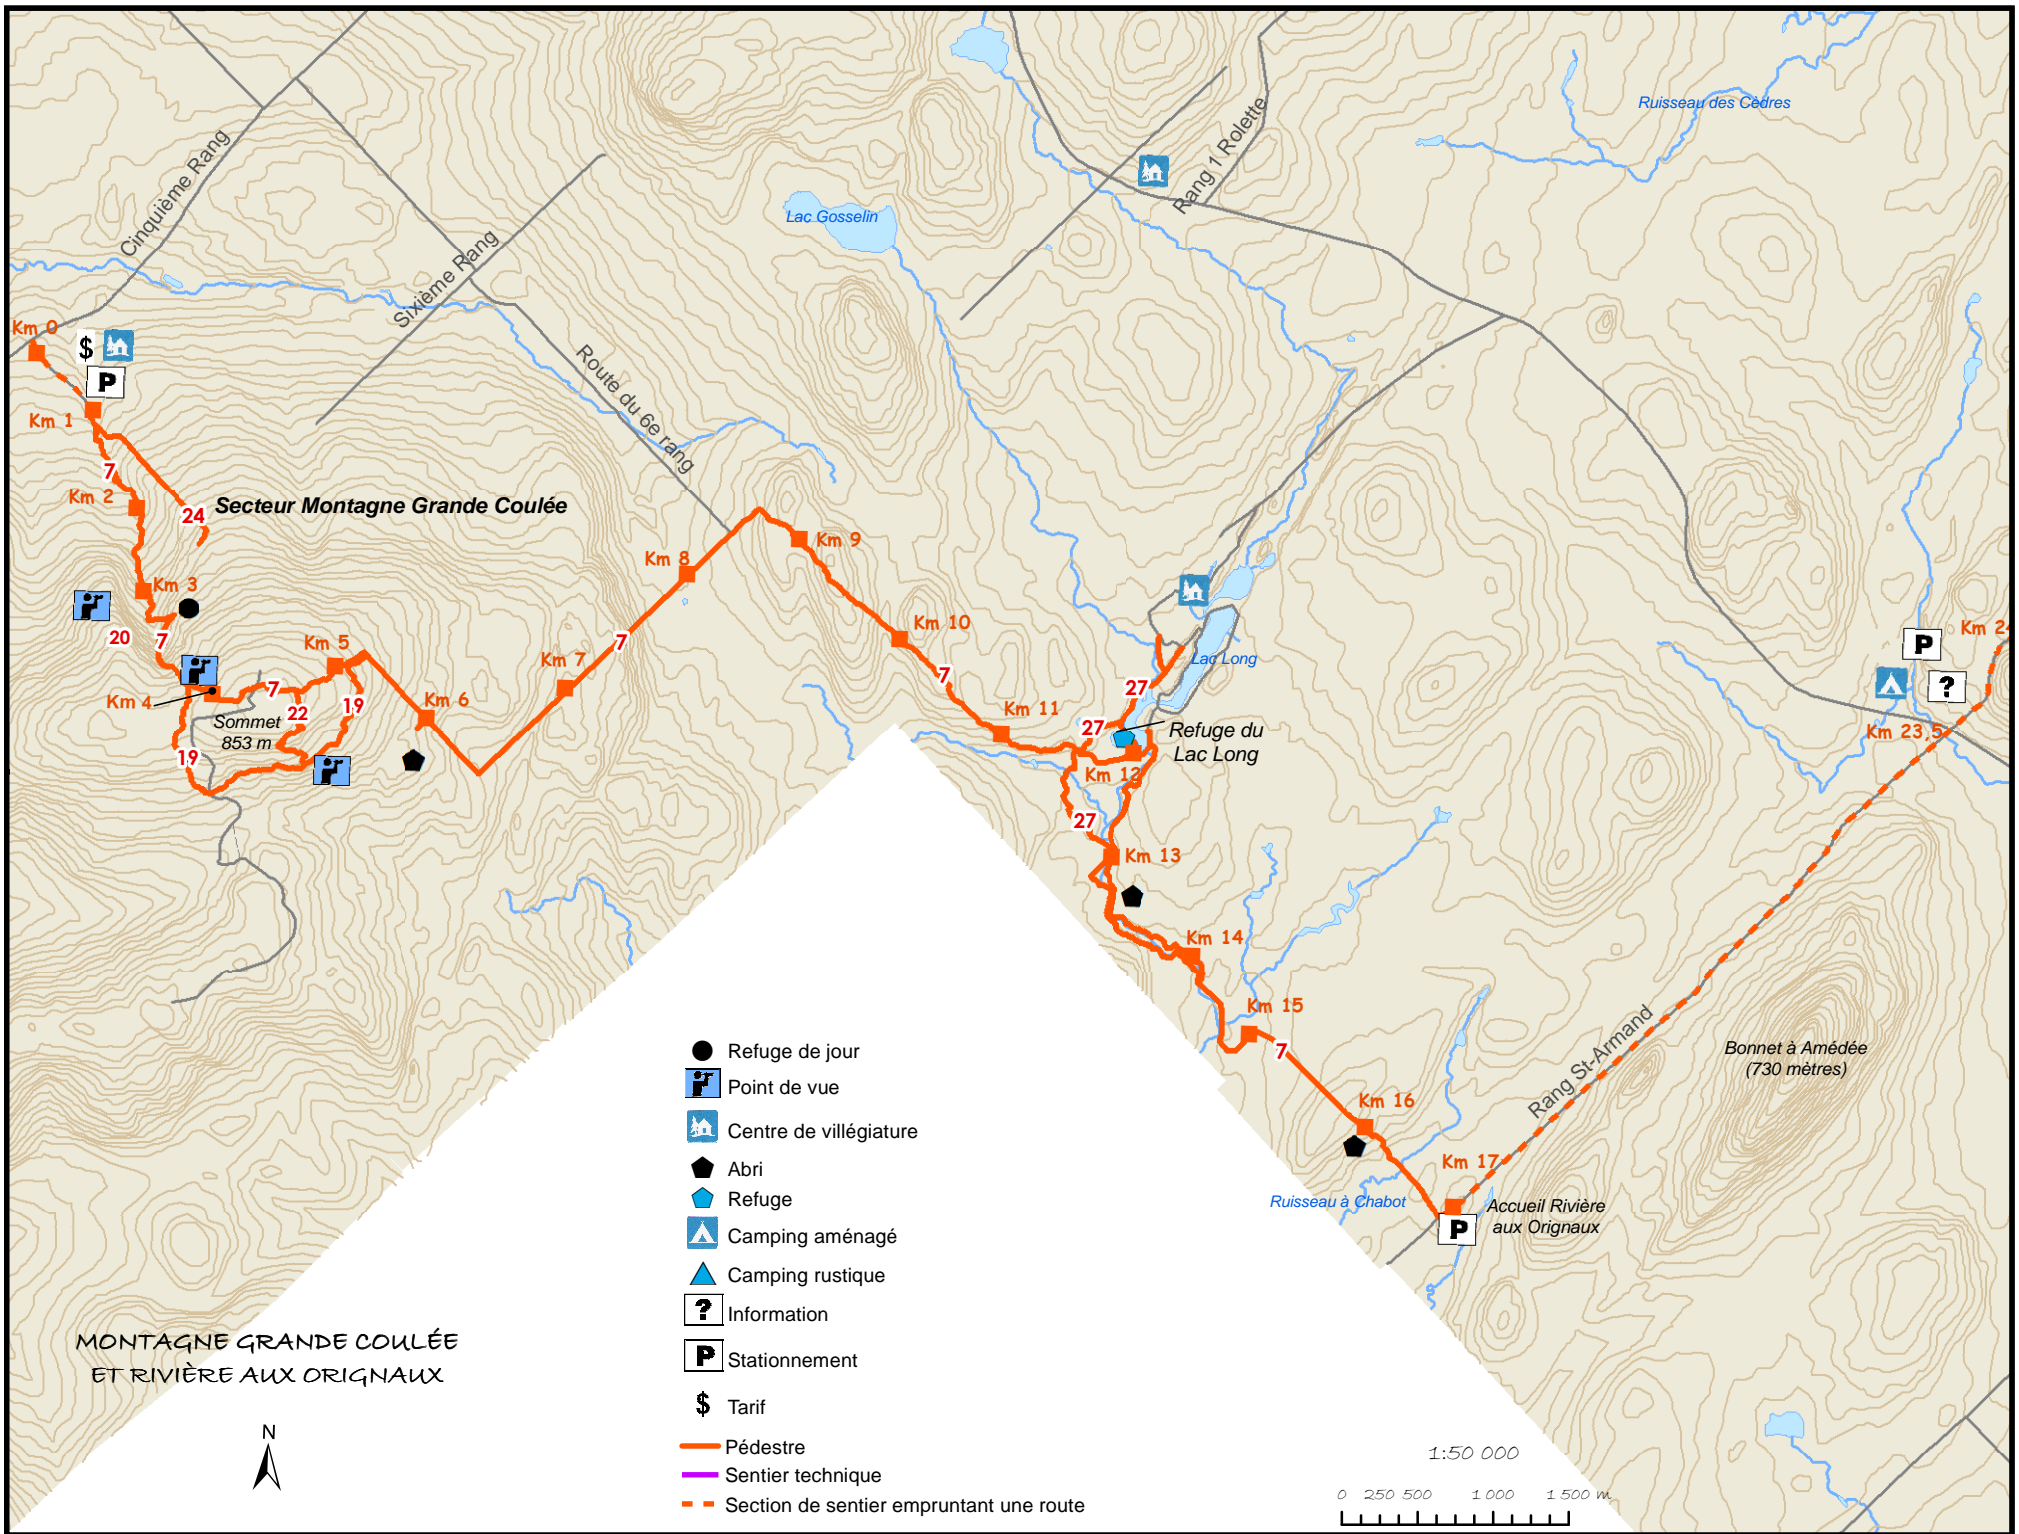 Ruisseau des Cèdres
Rang 1 Rolette
Cinquième Rang
Lac Gosselin
Sixième Rang
Km 0
$
P
Route du 6e rang
Km 1
7
Km 2
24
Secteur Montagne Grande Coulée
Km 9
Km 8
Km 3
20
7
7
Km 10
Km 5
Km 7
Lac Long
P
Km 24
?
Km 4
7
22
19
Sommet
853 m
Km 6
7
27
27
Km 11
Refuge du
Lac Long
Km 23,5
19
Km 12
27
Km 13
Km 14
Km 15
7
Rang St-Armand
Bonnet à Amédée
(730 mètres)
Km 16
Km 17
Ruisseau à Chabot
Accueil Rivière
aux Orignaux
P
Refuge de jour
Point de vue
Centre de villégiature
Abri
Refuge
Camping aménagé
Camping rustique
? Information
P Stationnement
$ Tarif
Pédestre
Sentier technique
Section de sentier empruntant une route
MONTAGNE GRANDE COULÉE
ET RIVIÈRE AUX ORIGNAUX
N
1:50 000
0 250 500 1 000 1 500 m